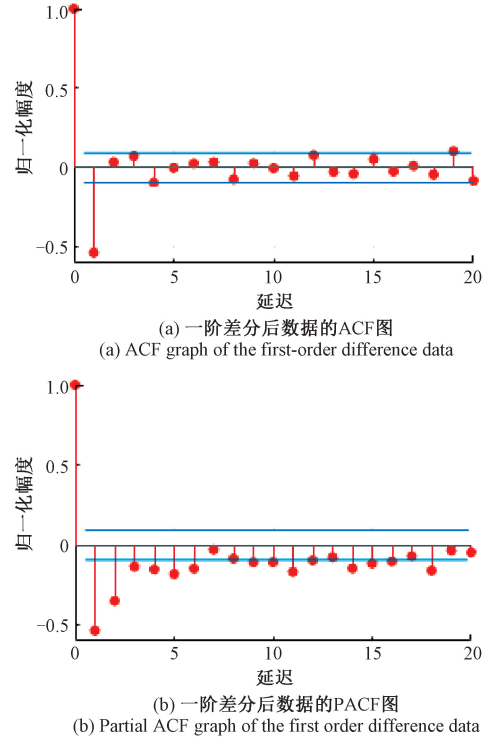 1.0
0.5
0
−0.5
归一化幅度
0 5 10 15 20
延迟
(a) 一阶差分后数据的ACF图
(a) ACF graph of the first-order difference data
1.0
0.5
0
−0.5
归一化幅度
0 5 10 15 20
延迟
(b) 一阶差分后数据的PACF图
(b) Partial ACF graph of the first order difference data